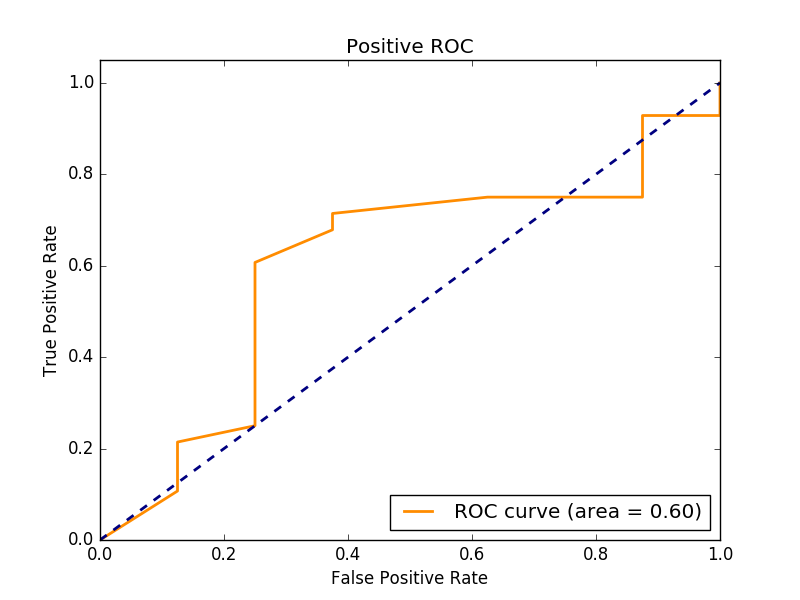 Positive ROC
1.0
0.8
0.6
0.4
0.2
0.0
True Positive Rate
ROC curve (area = 0.60)
0.0 0.2 0.4 0.6 0.8 1.0
False Positive Rate